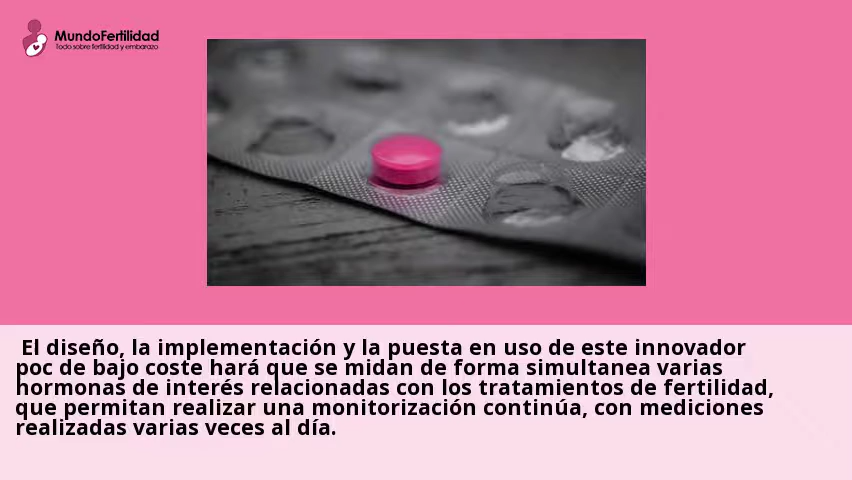 MundoFertilidad
Todo sobre fertilidad y embarazo
El diseño, la implementación y la puesta en uso de este innovador
poc de bajo coste hará que se midan de forma simultanea varias
hormonas de interés relacionadas con los tratamientos de fertilidad,
que permitan realizar una monitorización continúa, con mediciones
realizadas varias veces al día.